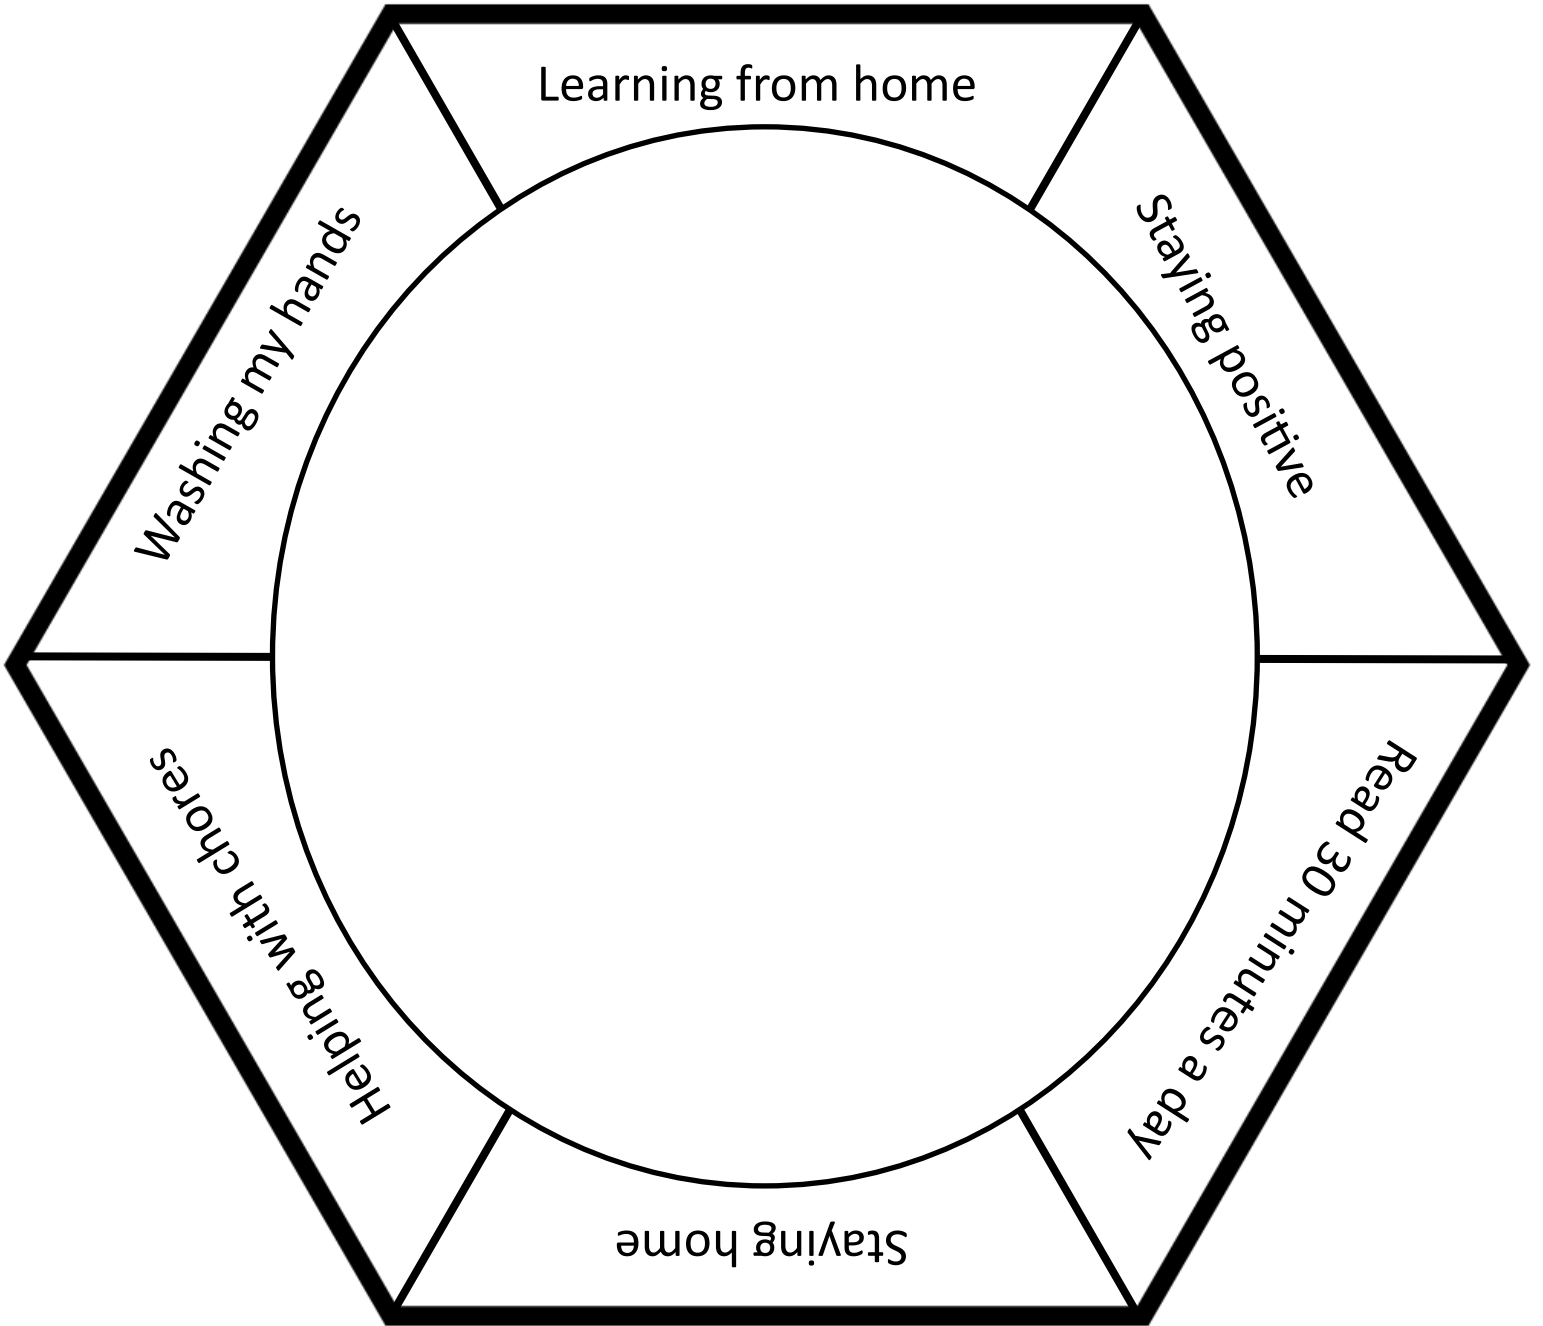 Learning from home
Staying positive
Read 30 minutes a day
Staying home
Helping with chores
Washing my hands